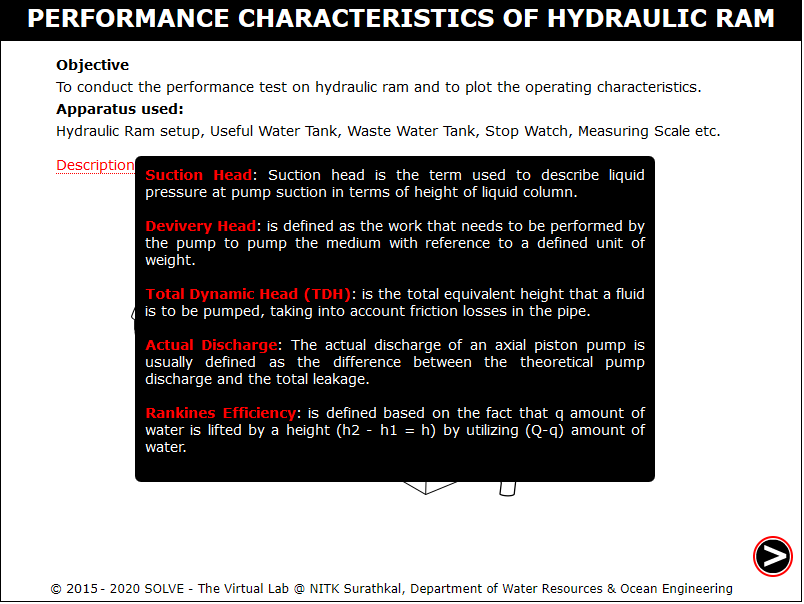 PERFORMANCE CHARACTERISTICS OF HYDRAULIC RAM
Objective
To conduct the performance test on hydraulic ram and to plot the operating characteristics.
Apparatus used:
Hydraulic Ram setup, Useful Water Tank, Waste Water Tank, Stop Watch, Measuring Scale etc.
Description
Suction Head: Suction head is the term used to describe liquid
pressure at pump suction in terms of height of liquid column.
Devivery Head: is defined as the work that needs to be performed by
the pump to pump the medium with reference to a defined unit of
weight.
Total Dynamic Head (TDH): is the total equivalent height that a fluid
is to be pumped, taking into account friction losses in the pipe.
Actual Discharge: The actual discharge of an axial piston pump is
usually defined as the difference between the theoretical pump
discharge and the total leakage.
Rankines Efficiency: is defined based on the fact that q amount of
water is lifted by a height (h2 - h1 = h) by utilizing (Q-q) amount of
water.
>
© 2015 - 2020 SOLVE - The Virtual Lab @ NITK Surathkal, Department of Water Resources & Ocean Engineering